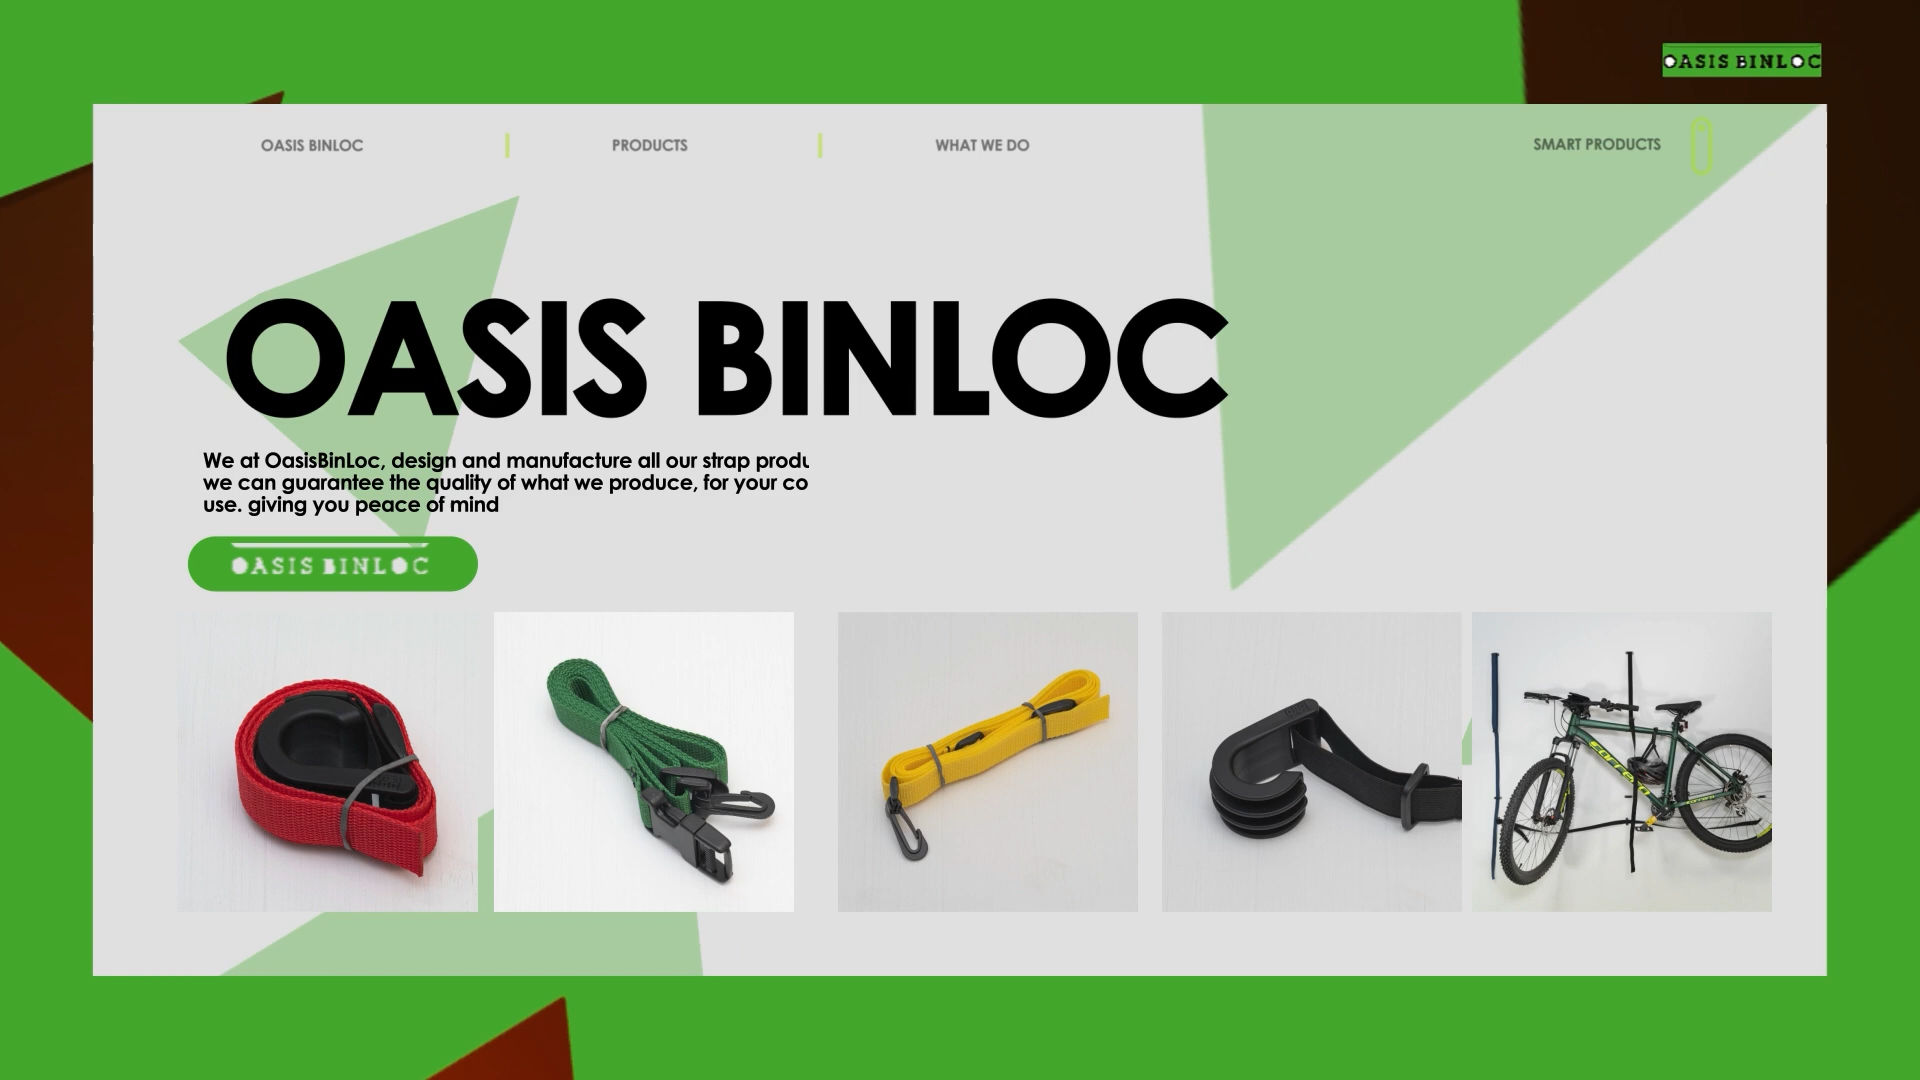 OASIS BINLOC
OASIS BINLOC
PRODUCTS
WHAT WE DO
SMART PRODUCTS
OASIS BINLOC
We at OasisBinLoc, design and manufacture all our strap produ
we can guarantee the quality of what we produce, for your co
use. giving you peace of mind
OASIS BINLOC